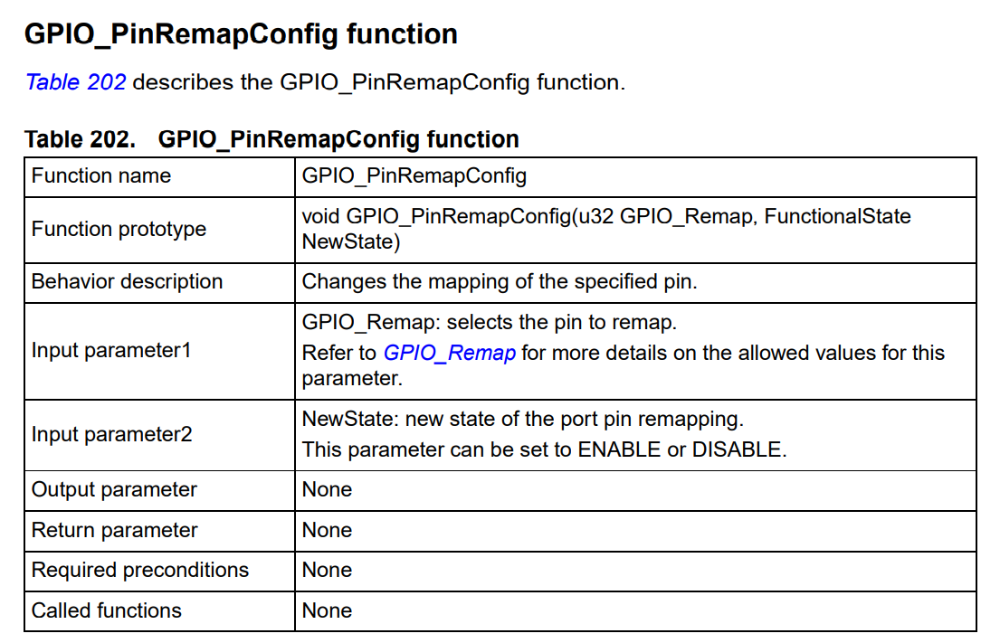 GPIO_PinRemapConfig function
Table 202 describes the GPIO_PinRemapConfig function.
Table 202. GPIO_PinRemapConfig function
Function name GPIO_PinRemapConfig
Function prototype void GPIO_PinRemapConfig(u32 GPIO_Remap, FunctionalState
NewState)
Behavior description Changes the mapping of the specified pin.
Input parameter1 GPIO_Remap: selects the pin to remap.
Refer to GPIO_Remap for more details on the allowed values for this
parameter.
Input parameter2 NewState: new state of the port pin remapping.
This parameter can be set to ENABLE or DISABLE.
Output parameter None
Return parameter None
Required preconditions None
Called functions None